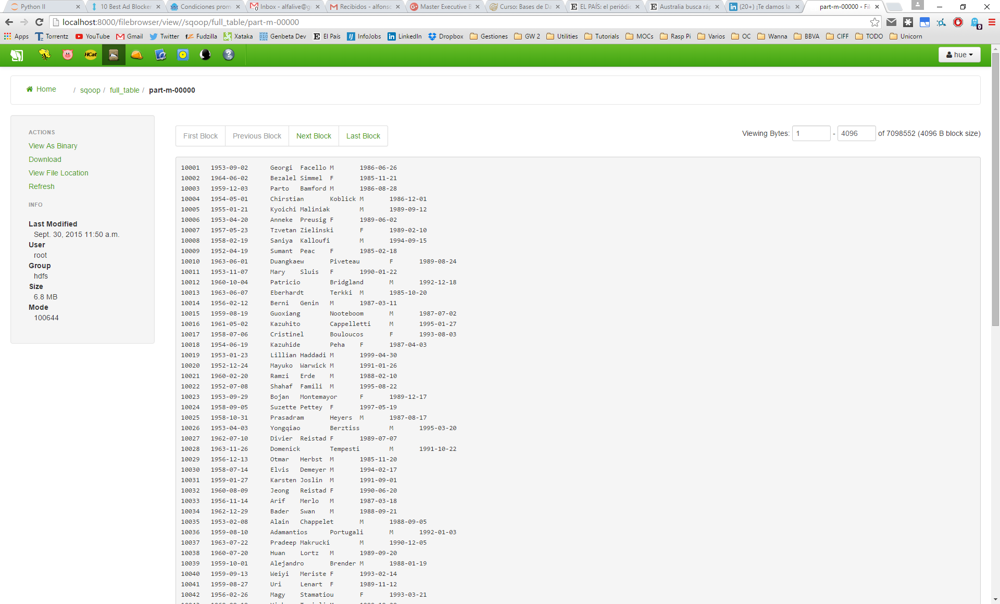 Python II
10 Best Ad Blocker
Condiciones prom
Inbox - alfalive@g
Recibidos - alfonsc
Master Executive B
Curso: Bases de Da
EL PAÍS: el periódic
Australia busca ráp
(20+) ¡Te damos la
part-m-00000 - Fil
localhost:8000/filebrowser/view//sqoop/full_table/part-m-00000
0
Apps
Torrentz
YouTube
Gmail
Twitter
Fudzilla
Xataka
Genbeta Dev
El País
InfoJobs
LinkedIn
Dropbox
Gestiones
GW 2
Utilities
Tutorials
MOCs
Rasp Pi
Varios
OC
Wanna
BBVA
CIFF
TODO
Unicorn
HCat
hue
Home / sqoop / full_table / part-m-00000
ACTIONS
View As Binary
Download
View File Location
Refresh
INFO
Last Modified
Sept. 30, 2015 11:50 a.m.
User
root
Group
hdfs
Size
6.8 MB
Mode
100644
First Block
Previous Block
Next Block
Last Block
Viewing Bytes: 1 - 4096 of 7098552 (4096 B block size)
10001 1953-09-02 Georgi Facello M 1986-06-26
10002 1964-06-02 Bezalel Simmel F 1985-11-21
10003 1959-12-03 Parto Bamford M 1986-08-28
10004 1954-05-01 Chirstian Koblick M 1986-12-01
10005 1955-01-21 Kyoichi Maliniak M 1989-09-12
10006 1953-04-20 Anneke Preusig F 1989-06-02
10007 1957-05-23 Tzvetan Zielinski F 1989-02-10
10008 1958-02-19 Saniya Kalloufi M 1994-09-15
10009 1952-04-19 Sumant Peac F 1985-02-18
10010 1963-06-01 Duangkaew Piveteau F 1989-08-24
10011 1953-11-07 Mary Sluis F 1990-01-22
10012 1960-10-04 Patricio Bridgland M 1992-12-18
10013 1963-06-07 Eberhardt Terkki M 1985-10-20
10014 1956-02-12 Berni Genin M 1987-03-11
10015 1959-08-19 Guoxiang Nooteboom M 1987-07-02
10016 1961-05-02 Kazuhito Cappelletti M 1995-01-27
10017 1958-07-06 Cristinel Bouloucos F 1993-08-03
10018 1954-06-19 Kazuhide Peha F 1987-04-03
10019 1953-01-23 Lillian Haddadi M 1999-04-30
10020 1952-12-24 Mayuko Warwick M 1991-01-26
10021 1960-02-20 Ramzi Erde M 1988-02-10
10022 1952-07-08 Shahaf Famili M 1995-08-22
10023 1953-09-29 Bojan Montemayor F 1989-12-17
10024 1958-09-05 Suzette Pettey F 1997-05-19
10025 1958-10-31 Prasadram Heyers M 1987-08-17
10026 1953-04-03 Yongqiao Berztiss M 1995-03-20
10027 1962-07-10 Divier Reistad F 1989-07-07
10028 1963-11-26 Domenick Tempesti M 1991-10-22
10029 1956-12-13 Otmar Herbst M 1985-11-20
10030 1958-07-14 Elvis Demeyer M 1994-02-17
10031 1959-01-27 Karsten Joslin M 1991-09-01
10032 1960-08-09 Jeong Reistad F 1990-06-20
10033 1956-11-14 Arif Merlo M 1987-03-18
10034 1962-12-29 Bader Swan M 1988-09-21
10035 1953-02-08 Alain Chappelet M 1988-09-05
10036 1959-08-10 Adamantios Portugali M 1992-01-03
10037 1963-07-22 Pradeep Makrucki M 1990-12-05
10038 1960-07-20 Huan Lortz M 1989-09-20
10039 1959-10-01 Alejandro Brender M 1988-01-19
10040 1959-09-13 Weiyi Meriste F 1993-02-14
10041 1959-08-27 Uri Lenart F 1989-11-12
10042 1956-02-26 Magy Stamatiou F 1993-03-21